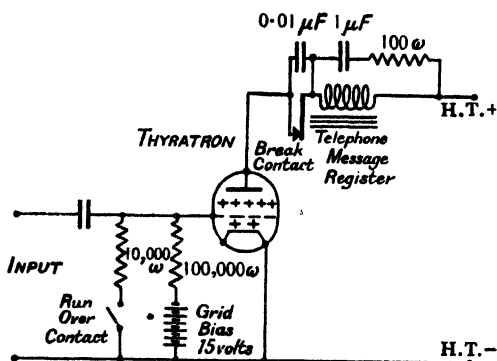 0·01 μF 1 μF
100 ω
H.T.+
THYRATRON
Break
Contact
Telephone
Message
Register
+ + + + +
+ +
INPUT
10,000
ω
100,000 ω
Run
Over
Contact
Grid
Bias
15 volts
H.T.-